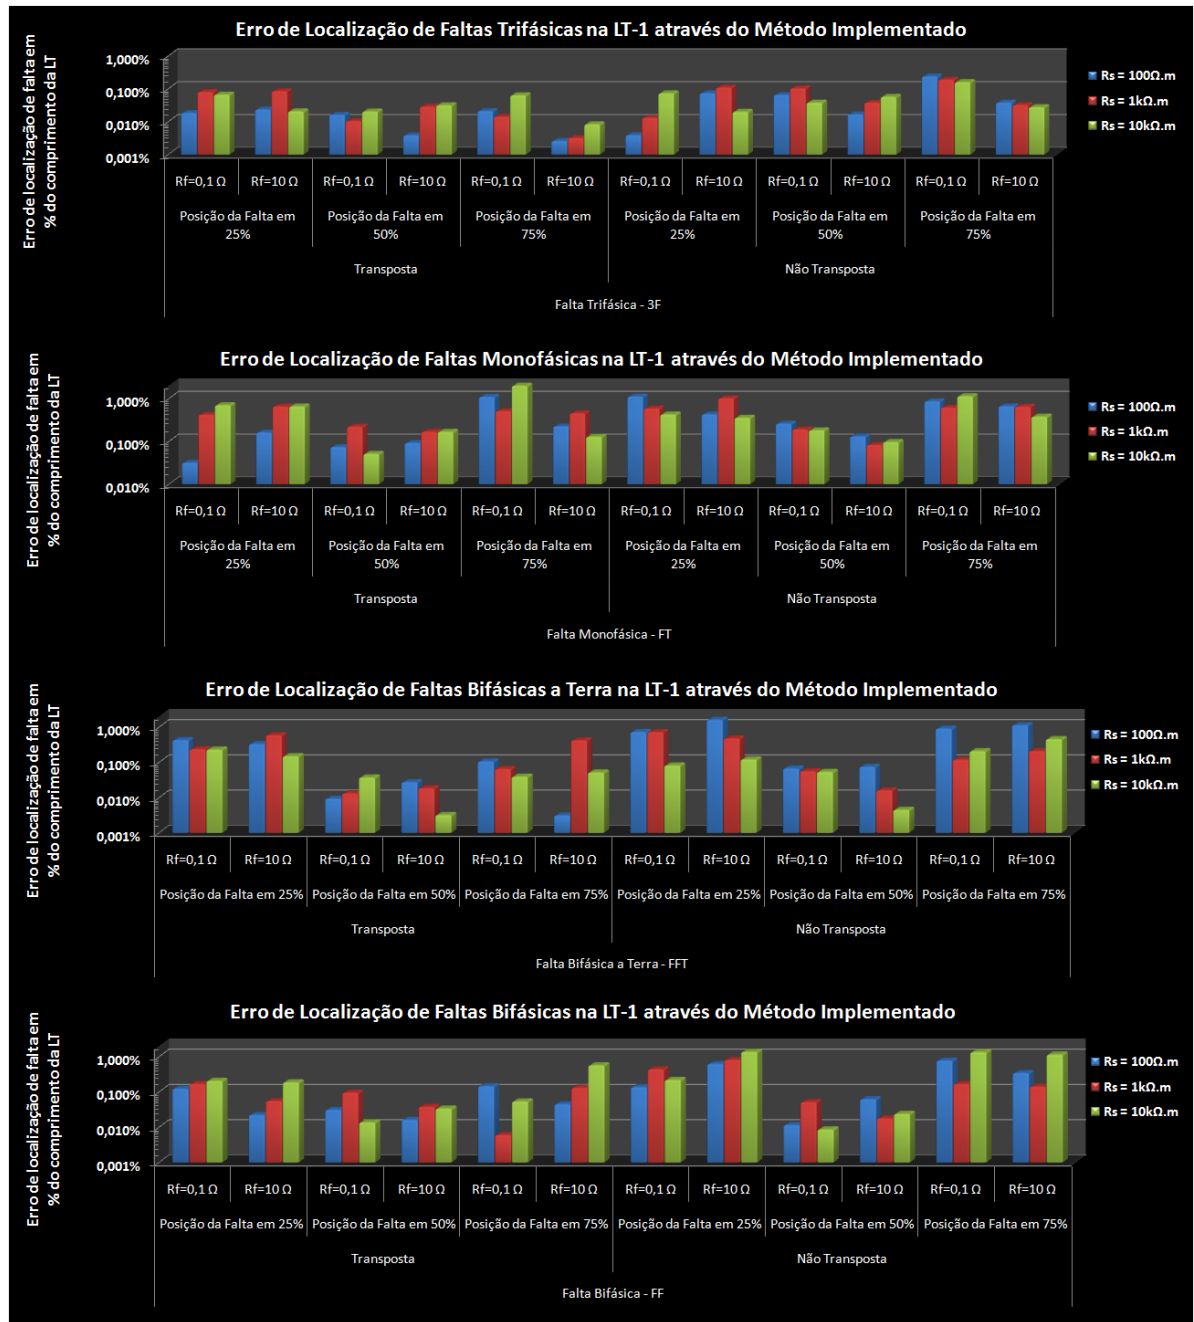 Erro de Localização de Faltas Trifásicas na LT-1 através do Método Implementado
Erro de localização de falta em
% do comprimento da LT
1,000%
0,100%
0,010%
0,001%
Rs = 100Ω.m
Rs = 1kΩ.m
Rs = 10kΩ.m
Rf=0,1 Ω Rf=10 Ω Rf=0,1 Ω Rf=10 Ω Rf=0,1 Ω Rf=10 Ω Rf=0,1 Ω Rf=10 Ω Rf=0,1 Ω Rf=10 Ω Rf=0,1 Ω Rf=10 Ω
Posição da Falta em Posição da Falta em Posição da Falta em Posição da Falta em Posição da Falta em Posição da Falta em
25% 50% 75% 25% 50% 75%
Transposta Não Transposta
Falta Trifásica - 3F
Erro de Localização de Faltas Monofásicas na LT-1 através do Método Implementado
Erro de localização de falta em
% do comprimento da LT
1,000%
0,100%
0,010%
Rs = 100Ω.m
Rs = 1kΩ.m
Rs = 10kΩ.m
Rf=0,1 Ω Rf=10 Ω Rf=0,1 Ω Rf=10 Ω Rf=0,1 Ω Rf=10 Ω Rf=0,1 Ω Rf=10 Ω Rf=0,1 Ω Rf=10 Ω Rf=0,1 Ω Rf=10 Ω
Posição da Falta em Posição da Falta em Posição da Falta em Posição da Falta em Posição da Falta em Posição da Falta em
25% 50% 75% 25% 50% 75%
Transposta Não Transposta
Falta Monofásica - FT
Erro de Localização de Faltas Bifásicas a Terra na LT-1 através do Método Implementado
Erro de localização de falta em
% do comprimento da LT
1,000%
0,100%
0,010%
0,001%
Rs = 100Ω.m
Rs = 1kΩ.m
Rs = 10kΩ.m
Rf=0,1 Ω Rf=10 Ω Rf=0,1 Ω Rf=10 Ω Rf=0,1 Ω Rf=10 Ω Rf=0,1 Ω Rf=10 Ω Rf=0,1 Ω Rf=10 Ω Rf=0,1 Ω Rf=10 Ω
Posição da Falta em 25% Posição da Falta em 50% Posição da Falta em 75% Posição da Falta em 25% Posição da Falta em 50% Posição da Falta em 75%
Transposta Não Transposta
Falta Bifásica a Terra - FFT
Erro de Localização de Faltas Bifásicas na LT-1 através do Método Implementado
Erro de localização de falta em
% do comprimento da LT
1,000%
0,100%
0,010%
0,001%
Rs = 100Ω.m
Rs = 1kΩ.m
Rs = 10kΩ.m
Rf=0,1 Ω Rf=10 Ω Rf=0,1 Ω Rf=10 Ω Rf=0,1 Ω Rf=10 Ω Rf=0,1 Ω Rf=10 Ω Rf=0,1 Ω Rf=10 Ω Rf=0,1 Ω Rf=10 Ω
Posição da Falta em 25% Posição da Falta em 50% Posição da Falta em 75% Posição da Falta em 25% Posição da Falta em 50% Posição da Falta em 75%
Transposta Não Transposta
Falta Bifásica - FF